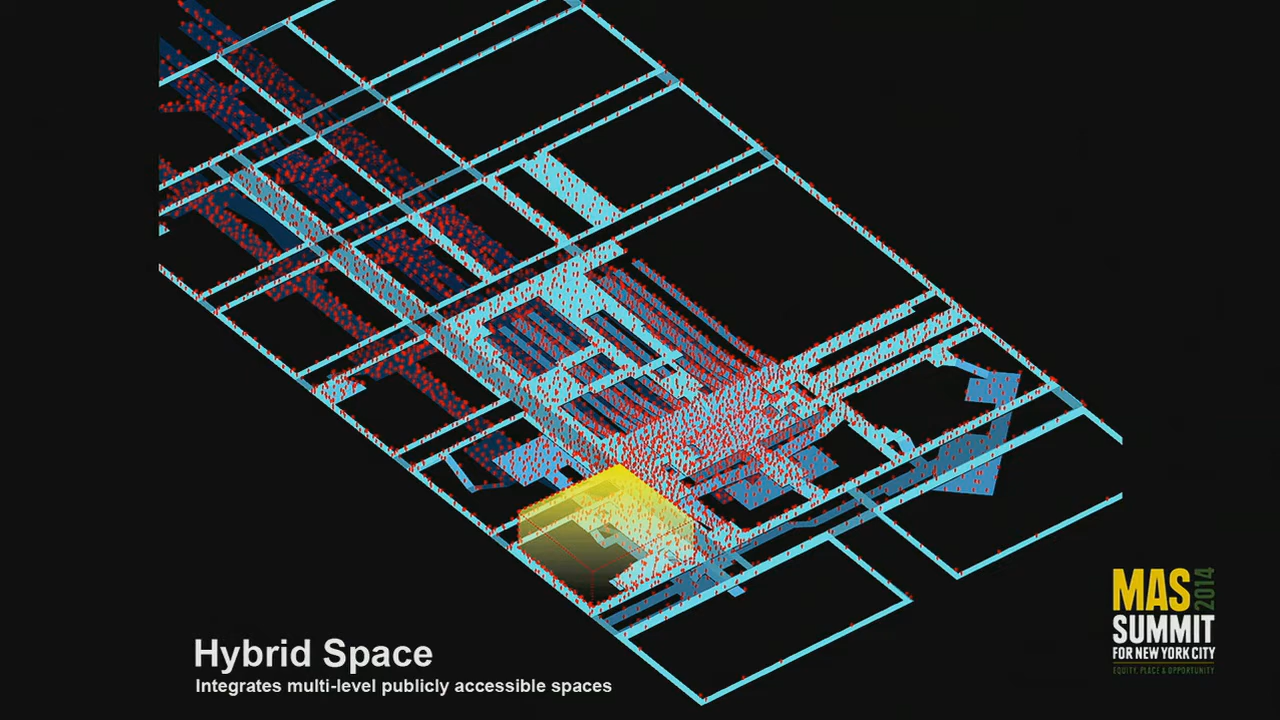 Hybrid Space
Integrates multi-level publicly accessible spaces
MAS 2014
SUMMIT
FOR NEW YORK CITY
EQUITY, PLACE & OPPORTUNITY